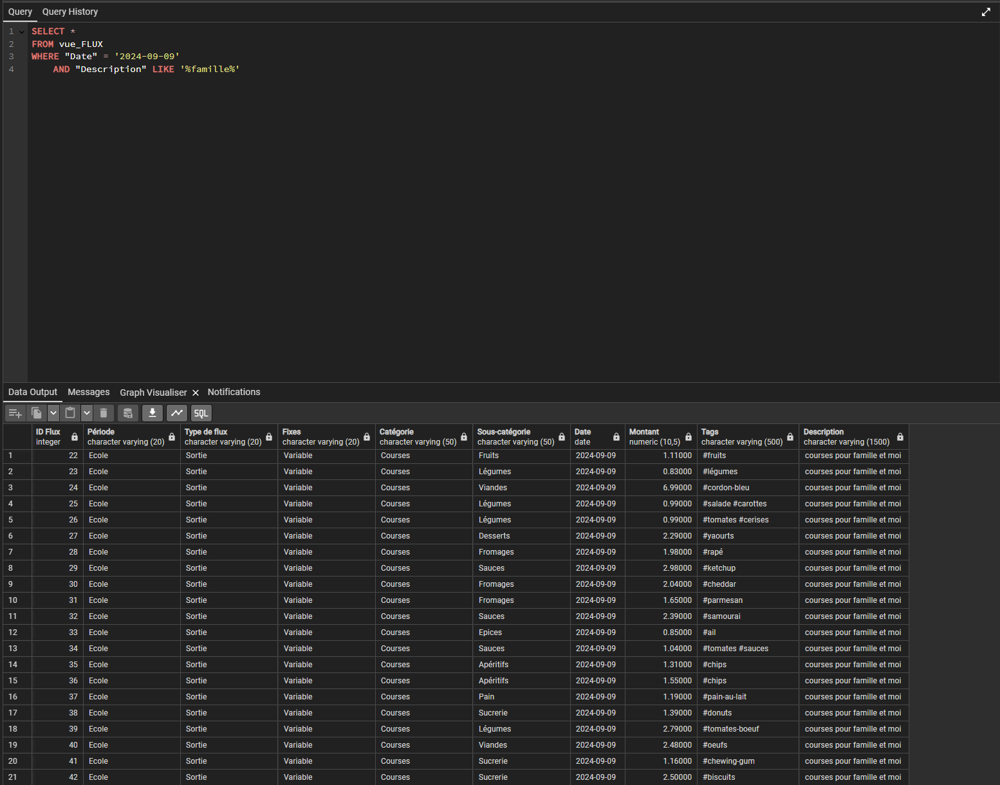 Query Query History
1 SELECT *
2 FROM vue_FLUX
3 WHERE "Date" = '2024-09-09'
4 AND "Description" LIKE '%famille%'
Data Output Messages Graph Visualiser Notifications
SQL
ID Flux Période Type de flux Fixes Catégorie Sous-catégorie Date Montant Tags Description
integer character varying (20) character varying (20) character varying (20) character varying (50) character varying (50) date numeric (10,5) character varying (500) character varying (1500)
1 22 Ecole Sortie Variable Courses Fruits 2024-09-09 1.11000 #fruits courses pour famille et moi
2 23 Ecole Sortie Variable Courses Légumes 2024-09-09 0.83000 #légumes courses pour famille et moi
3 24 Ecole Sortie Variable Courses Viandes 2024-09-09 6.99000 #cordon-bleu courses pour famille et moi
4 25 Ecole Sortie Variable Courses Légumes 2024-09-09 0.99000 #salade #carottes courses pour famille et moi
5 26 Ecole Sortie Variable Courses Légumes 2024-09-09 0.99000 #tomates #cerises courses pour famille et moi
6 27 Ecole Sortie Variable Courses Desserts 2024-09-09 2.29000 #yaourts courses pour famille et moi
7 28 Ecole Sortie Variable Courses Fromages 2024-09-09 1.98000 #rapé courses pour famille et moi
8 29 Ecole Sortie Variable Courses Sauces 2024-09-09 2.98000 #ketchup courses pour famille et moi
9 30 Ecole Sortie Variable Courses Fromages 2024-09-09 2.04000 #cheddar courses pour famille et moi
10 31 Ecole Sortie Variable Courses Fromages 2024-09-09 1.65000 #parmesan courses pour famille et moi
11 32 Ecole Sortie Variable Courses Sauces 2024-09-09 2.39000 #samourai courses pour famille et moi
12 33 Ecole Sortie Variable Courses Epices 2024-09-09 0.85000 #ail courses pour famille et moi
13 34 Ecole Sortie Variable Courses Sauces 2024-09-09 1.04000 #tomates #sauces courses pour famille et moi
14 35 Ecole Sortie Variable Courses Apéritifs 2024-09-09 1.31000 #chips courses pour famille et moi
15 36 Ecole Sortie Variable Courses Apéritifs 2024-09-09 1.55000 #chips courses pour famille et moi
16 37 Ecole Sortie Variable Courses Pain 2024-09-09 1.19000 #pain-au-lait courses pour famille et moi
17 38 Ecole Sortie Variable Courses Sucrerie 2024-09-09 1.39000 #donuts courses pour famille et moi
18 39 Ecole Sortie Variable Courses Légumes 2024-09-09 2.79000 #tomates-boeuf courses pour famille et moi
19 40 Ecole Sortie Variable Courses Viandes 2024-09-09 2.48000 #oeufs courses pour famille et moi
20 41 Ecole Sortie Variable Courses Sucrerie 2024-09-09 1.16000 #chewing-gum courses pour famille et moi
21 42 Ecole Sortie Variable Courses Sucrerie 2024-09-09 2.50000 #biscuits courses pour famille et moi